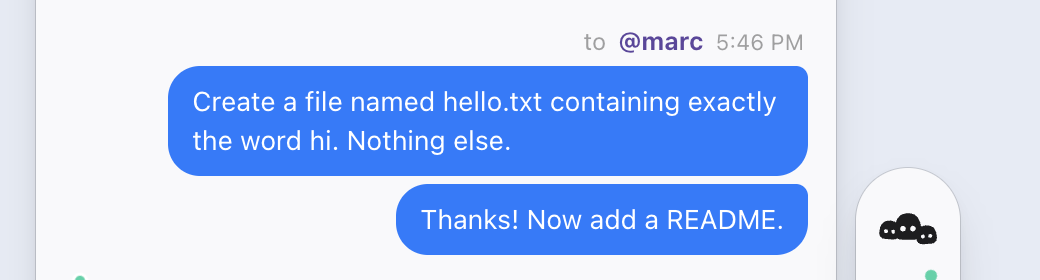 to @marc 5:46 PM
Create a file named hello.txt containing exactly
the word hi. Nothing else.
Thanks! Now add a README.